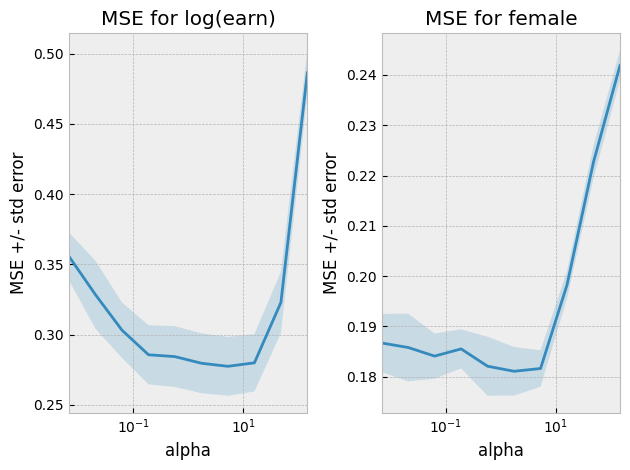 MSE for log(earn)
MSE +/- std error
0.50
0.45
0.40
0.35
0.30
0.25
10⁻¹
10¹
alpha
MSE for female
MSE +/- std error
0.24
0.23
0.22
0.21
0.20
0.19
0.18
10⁻¹
10¹
alpha